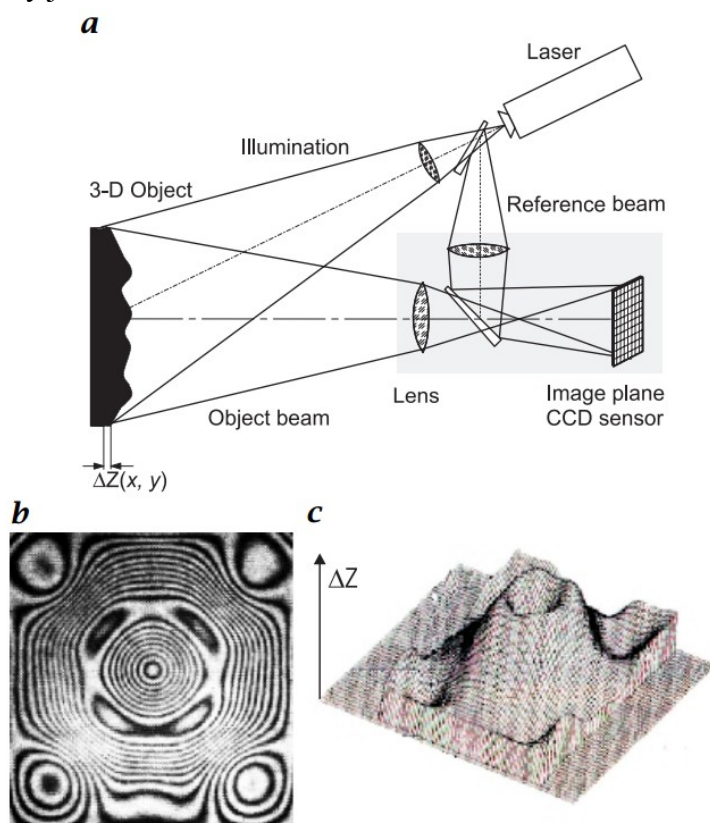 a
Laser
Illumination
3-D Object
Reference beam
Lens
Image plane
CCD sensor
Object beam
ΔZ(x, y)
b
c
ΔZ